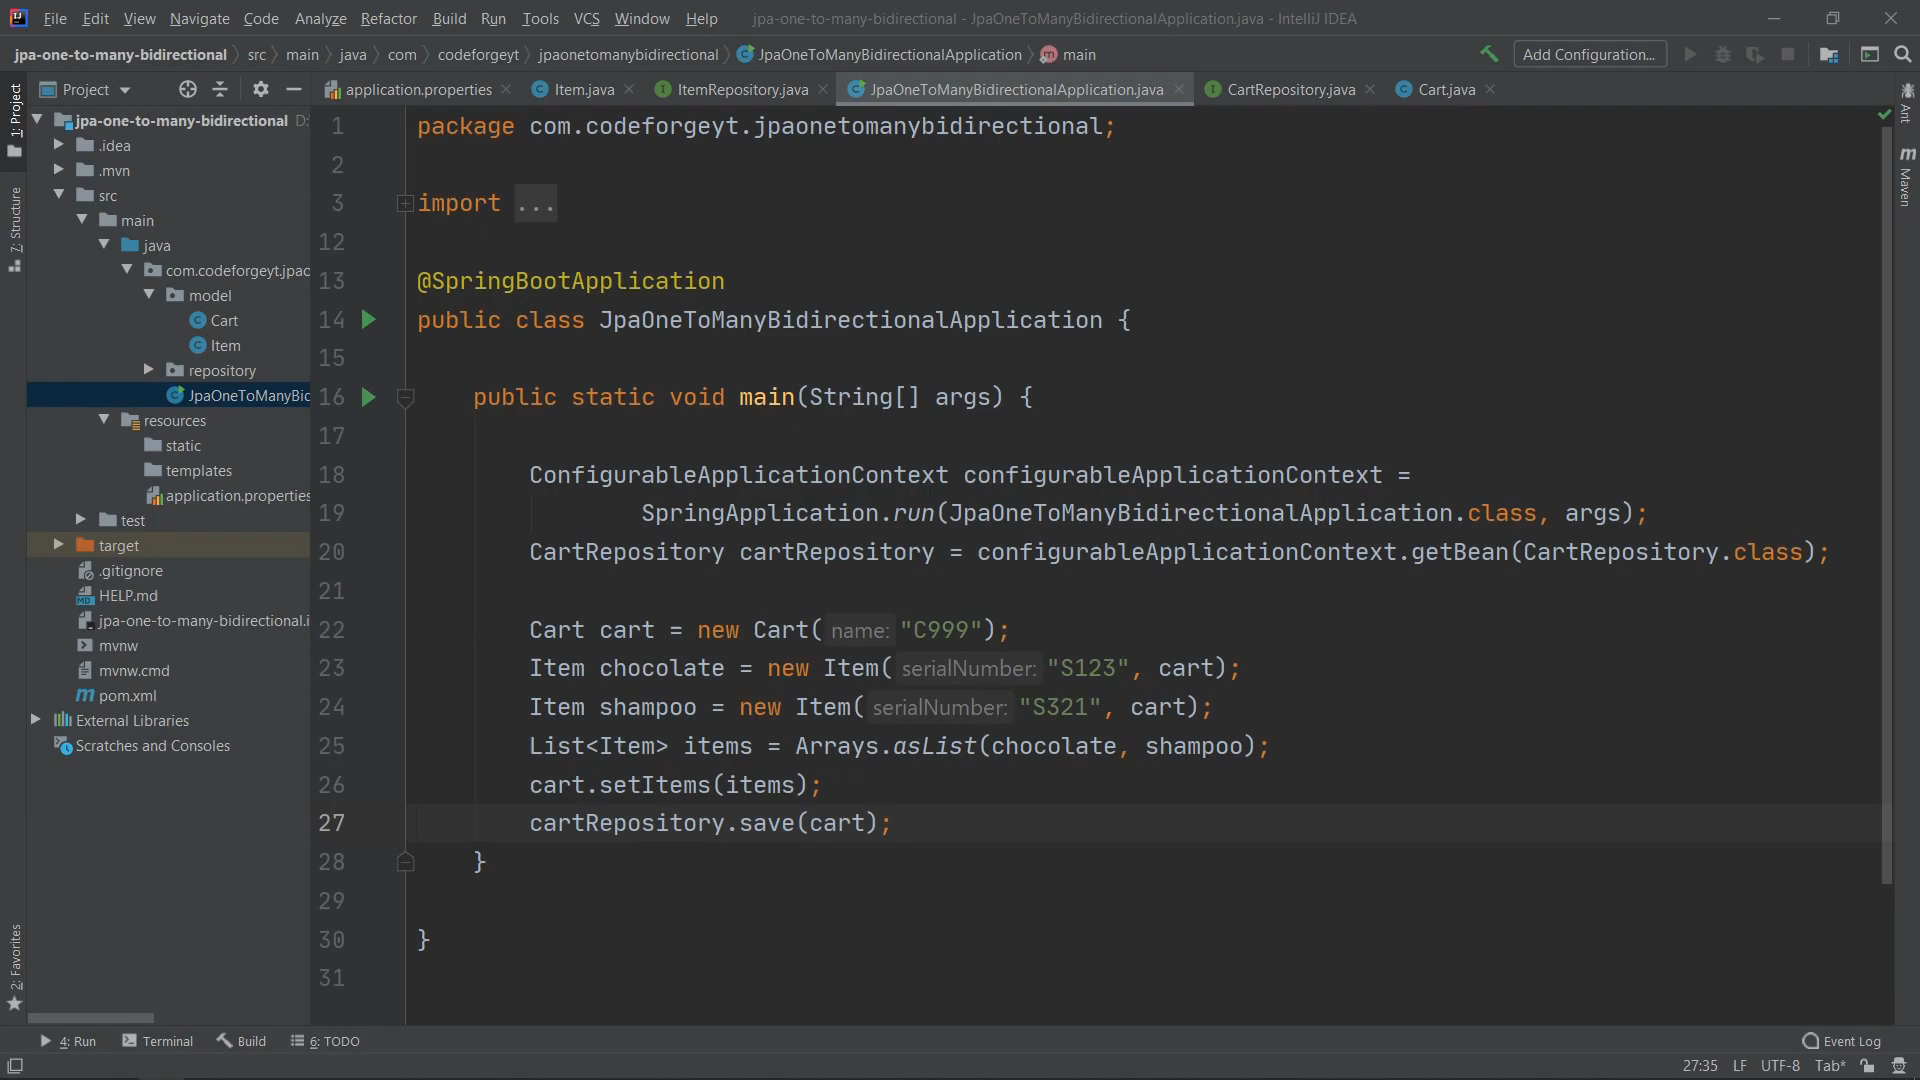 File Edit View Navigate Code Analyze Refactor Build Run Tools VCS Window Help jpa-one-to-many-bidirectional - JpaOneToManyBidirectionalApplication.java - IntelliJ IDEA
jpa-one-to-many-bidirectional src main java com codeforgeyt jpaonetomanybidirectional JpaOneToManyBidirectionalApplication main Add Configuration...
Project application.properties Item.java ItemRepository.java JpaOneToManyBidirectionalApplication.java CartRepository.java Cart.java
1: Project
7: Structure
2: Favorites
jpa-one-to-many-bidirectional D:
.idea
.mvn
src
main
java
com.codeforgeyt.jpao
model
Cart
Item
repository
JpaOneToManyBid
resources
static
templates
application.properties
test
target
.gitignore
HELP.md
jpa-one-to-many-bidirectional.i
mvnw
mvnw.cmd
pom.xml
External Libraries
Scratches and Consoles
1 package com.codeforgeyt.jpaonetomanybidirectional;
2
3 import ...
12
13 @SpringBootApplication
14 public class JpaOneToManyBidirectionalApplication {
15
16 public static void main(String[] args) {
17
18 ConfigurableApplicationContext configurableApplicationContext =
19 SpringApplication.run(JpaOneToManyBidirectionalApplication.class, args);
20 CartRepository cartRepository = configurableApplicationContext.getBean(CartRepository.class);
21
22 Cart cart = new Cart( name: "C999");
23 Item chocolate = new Item( serialNumber: "S123", cart);
24 Item shampoo = new Item( serialNumber: "S321", cart);
25 List<Item> items = Arrays.asList(chocolate, shampoo);
26 cart.setItems(items);
27 cartRepository.save(cart);
28 }
29
30 }
31
Ant
Maven
4: Run Terminal Build 6: TODO Event Log
27:35 LF UTF-8 Tab*